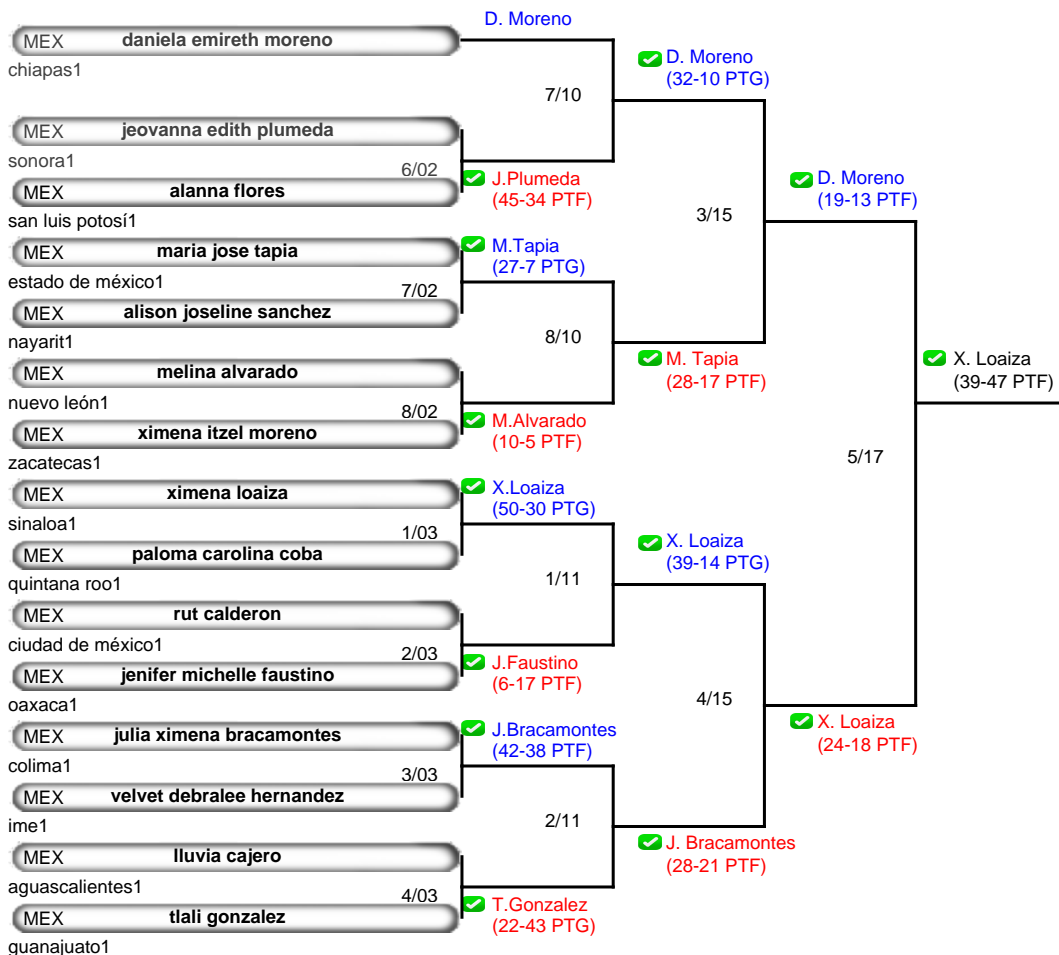 D. Moreno
MEX daniela emireth moreno
chiapas1
D. Moreno
(32-10 PTG)
7/10
MEX jeovanna edith plumeda
sonora1
6/02
J.Plumeda
(45-34 PTF)
MEX alanna flores
san luis potosí1
D. Moreno
(19-13 PTF)
3/15
MEX maria jose tapia
M.Tapia
(27-7 PTG)
estado de méxico1
7/02
MEX alison joseline sanchez
nayarit1
8/10
M. Tapia
(28-17 PTF)
MEX melina alvarado
nuevo león1
8/02
M.Alvarado
(10-5 PTF)
MEX ximena itzel moreno
zacatecas1
X. Loaiza
(39-47 PTF)
5/17
MEX ximena loaiza
X.Loaiza
(50-30 PTG)
sinaloa1
1/03
MEX paloma carolina coba
quintana roo1
X. Loaiza
(39-14 PTG)
1/11
MEX rut calderon
ciudad de méxico1
2/03
J.Faustino
(6-17 PTF)
MEX jenifer michelle faustino
oaxaca1
4/15
X. Loaiza
(24-18 PTF)
MEX julia ximena bracamontes
J.Bracamontes
(42-38 PTF)
colima1
3/03
MEX velvet debralee hernandez
ime1
2/11
J. Bracamontes
(28-21 PTF)
MEX lluvia cajero
aguascalientes1
4/03
T.Gonzalez
(22-43 PTG)
MEX tlali gonzalez
guanajuato1